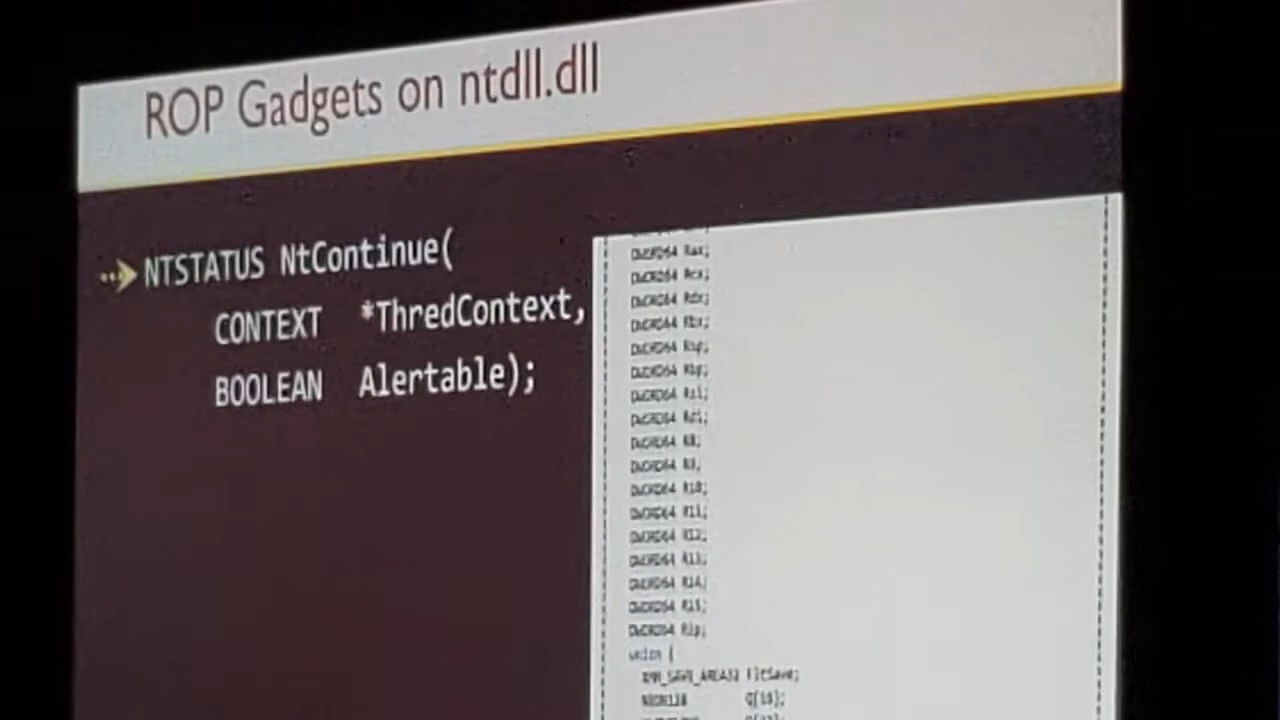 ROP Gadgets on ntdll.dll
NTSTATUS NtContinue(
CONTEXT *ThredContext,
BOOLEAN Alertable);
DWORD64 Rax;
DWORD64 Rcx;
DWORD64 Rdx;
DWORD64 Rbx;
DWORD64 Rsp;
DWORD64 Rbp;
DWORD64 Rsi;
DWORD64 Rdi;
DWORD64 R8;
DWORD64 R9;
DWORD64 R10;
DWORD64 R11;
DWORD64 R12;
DWORD64 R13;
DWORD64 R14;
DWORD64 R15;
DWORD64 Rip;
union {
XMM_SAVE_AREA32 FltSave;